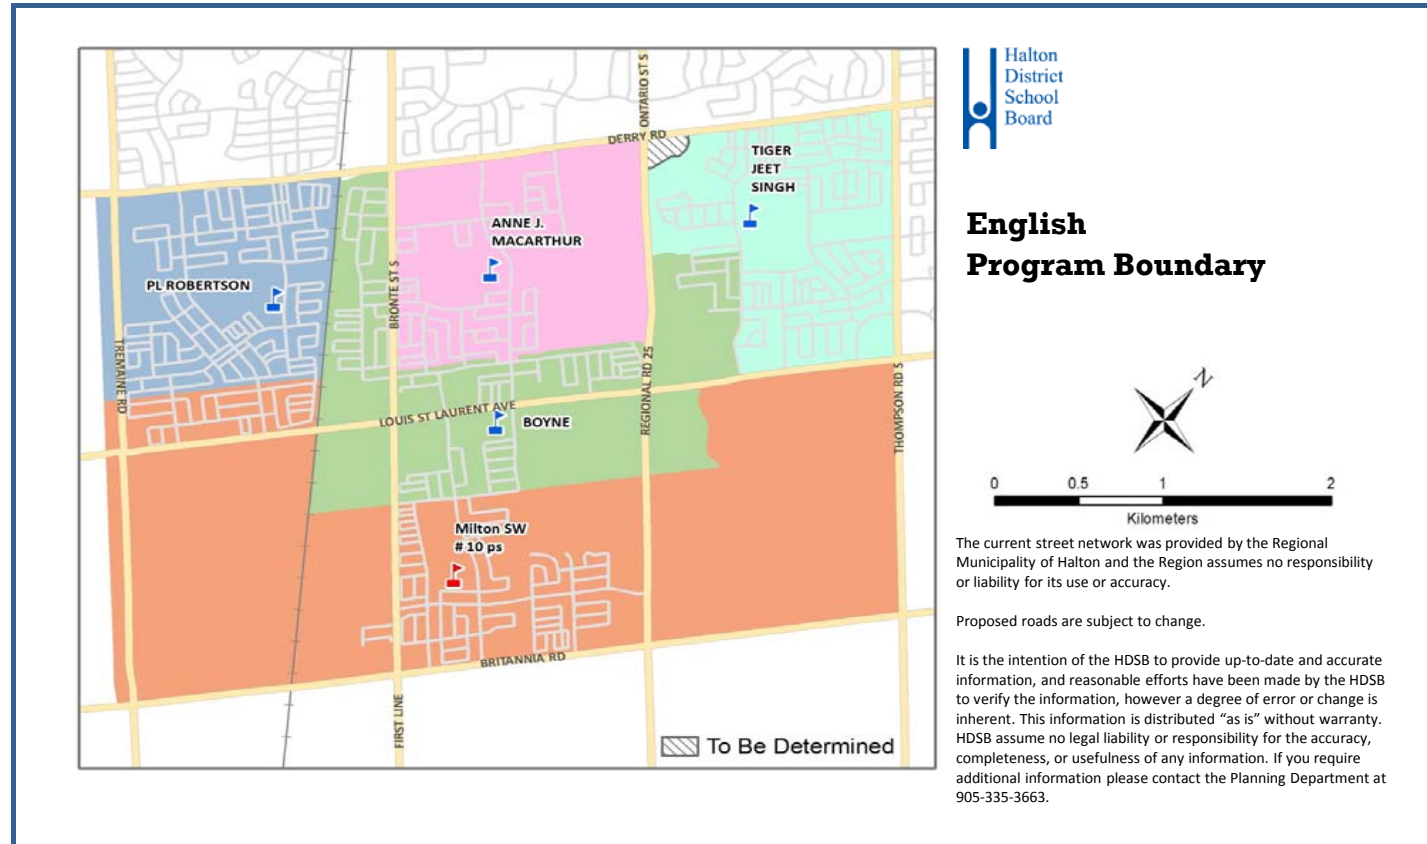 ONTARIO ST S
DERRY RD
TIGER
JEET
SINGH
ANNE J.
MACARTHUR
PL ROBERTSON
BRONTE ST S
TREMAINE RD
REGIONAL RD 25
THOMPSON RD S
LOUIS ST LAURENT AVE
BOYNE
Milton SW
# 10 ps
BRITANNIA RD
FIRST LINE
To Be Determined
Halton
District
School
Board
English
Program Boundary
N
0 0.5 1 2
Kilometers
The current street network was provided by the Regional
Municipality of Halton and the Region assumes no responsibility
or liability for its use or accuracy.
Proposed roads are subject to change.
It is the intention of the HDSB to provide up-to-date and accurate
information, and reasonable efforts have been made by the HDSB
to verify the information, however a degree of error or change is
inherent. This information is distributed “as is” without warranty.
HDSB assume no legal liability or responsibility for the accuracy,
completeness, or usefulness of any information. If you require
additional information please contact the Planning Department at
905-335-3663.